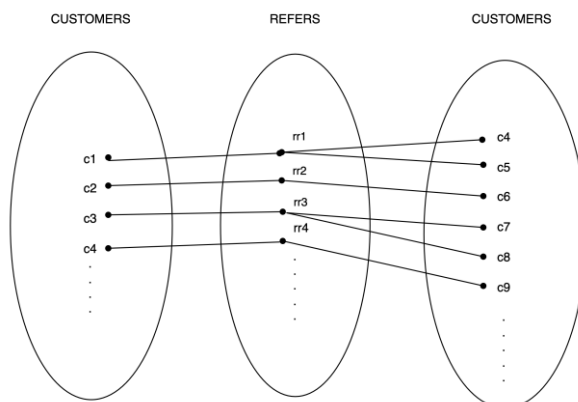 CUSTOMERS REFERS CUSTOMERS
c1
c2
c3
c4
rr1
rr2
rr3
rr4
c4
c5
c6
c7
c8
c9